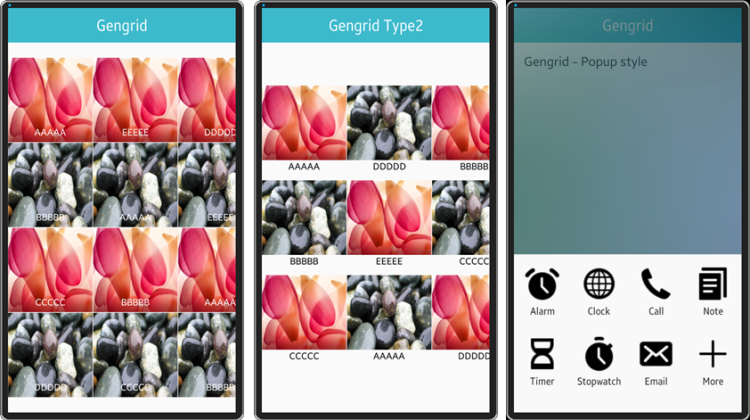 Gengrid
AAAAA EEEEE DDDDD
BBBBB AAAAA EEEEE
CCCCC BBBBB AAAAA
DDDDD CCCCC BBBBB
Gengrid Type2
AAAAA DDDDD BBBBB
BBBBB EEEEE CCCCC
CCCCC AAAAA DDDDD
Gengrid
Gengrid - Popup style
Alarm Clock Call Note
Timer Stopwatch Email More